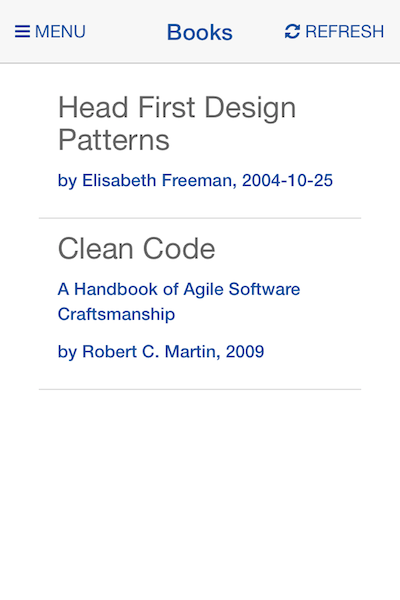 MENU
Books
REFRESH
Head First Design
Patterns
by Elisabeth Freeman, 2004-10-25
Clean Code
A Handbook of Agile Software
Craftsmanship
by Robert C. Martin, 2009